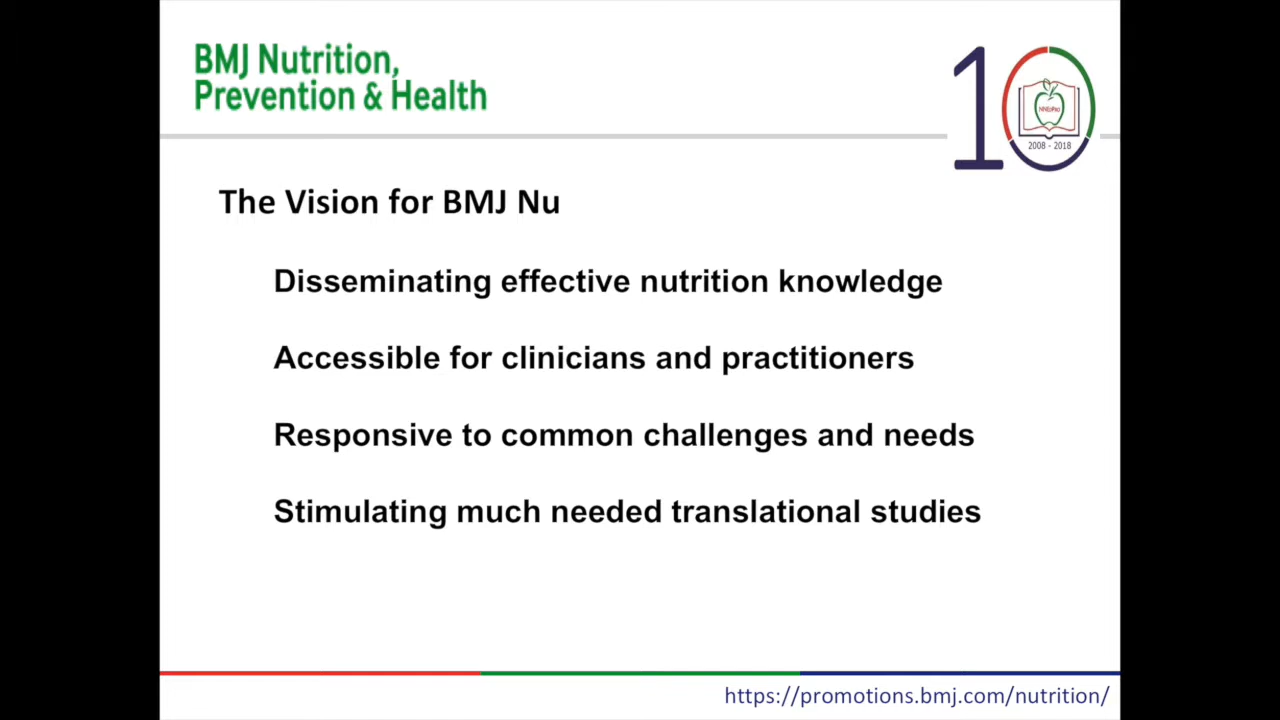 BMJ Nutrition,
Prevention & Health
10
NNEdPro
2008 - 2018
The Vision for BMJ Nu
Disseminating effective nutrition knowledge
Accessible for clinicians and practitioners
Responsive to common challenges and needs
Stimulating much needed translational studies
https://promotions.bmj.com/nutrition/